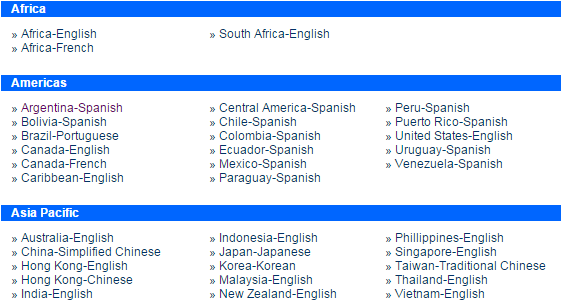 Africa
» Africa-English
» Africa-French
» South Africa-English
Americas
» Argentina-Spanish
» Bolivia-Spanish
» Brazil-Portuguese
» Canada-English
» Canada-French
» Caribbean-English
» Central America-Spanish
» Chile-Spanish
» Colombia-Spanish
» Ecuador-Spanish
» Mexico-Spanish
» Paraguay-Spanish
» Peru-Spanish
» Puerto Rico-Spanish
» United States-English
» Uruguay-Spanish
» Venezuela-Spanish
Asia Pacific
» Australia-English
» China-Simplified Chinese
» Hong Kong-English
» Hong Kong-Chinese
» India-English
» Indonesia-English
» Japan-Japanese
» Korea-Korean
» Malaysia-English
» New Zealand-English
» Phillippines-English
» Singapore-English
» Taiwan-Traditional Chinese
» Thailand-English
» Vietnam-English